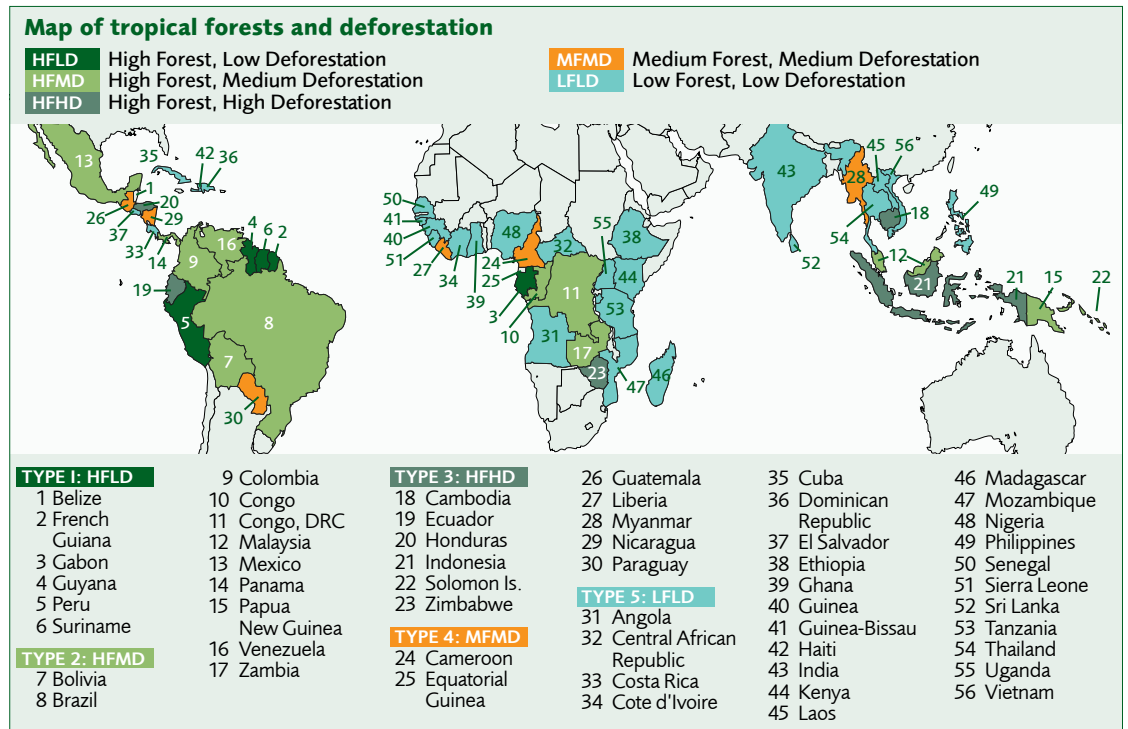 Map of tropical forests and deforestation
HFLD High Forest, Low Deforestation
HFMD High Forest, Medium Deforestation
HFHD High Forest, High Deforestation
MFMD Medium Forest, Medium Deforestation
LFLD Low Forest, Low Deforestation
13
35
42
36
1
20
26
29
37
33
14
4
6
2
16
9
19
5
8
7
30
50
41
40
51
27
34
39
48
24
25
3
10
32
55
38
44
11
53
31
17
23
47
46
43
52
45
56
28
18
54
49
12
21
21
15
22
TYPE I: HFLD
1 Belize
2 French
Guiana
3 Gabon
4 Guyana
5 Peru
6 Suriname
TYPE 2: HFMD
7 Bolivia
8 Brazil
9 Colombia
10 Congo
11 Congo, DRC
12 Malaysia
13 Mexico
14 Panama
15 Papua
New Guinea
16 Venezuela
17 Zambia
TYPE 3: HFHD
18 Cambodia
19 Ecuador
20 Honduras
21 Indonesia
22 Solomon Is.
23 Zimbabwe
TYPE 4: MFMD
24 Cameroon
25 Equatorial
Guinea
26 Guatemala
27 Liberia
28 Myanmar
29 Nicaragua
30 Paraguay
TYPE 5: LFLD
31 Angola
32 Central African
Republic
33 Costa Rica
34 Cote d'Ivoire
35 Cuba
36 Dominican
Republic
37 El Salvador
38 Ethiopia
39 Ghana
40 Guinea
41 Guinea-Bissau
42 Haiti
43 India
44 Kenya
45 Laos
46 Madagascar
47 Mozambique
48 Nigeria
49 Philippines
50 Senegal
51 Sierra Leone
52 Sri Lanka
53 Tanzania
54 Thailand
55 Uganda
56 Vietnam